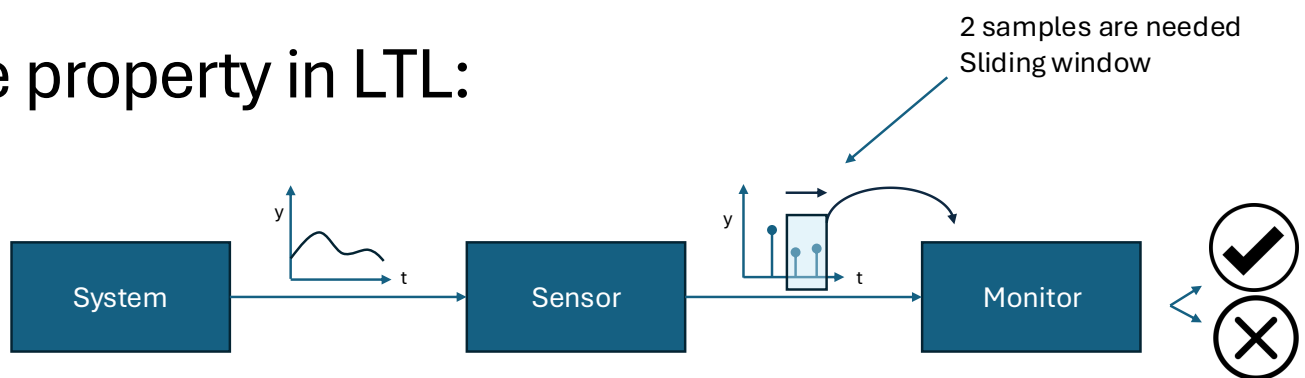 2 samples are needed
Sliding window
e property in LTL:
y
t
y
t
System
Sensor
Monitor